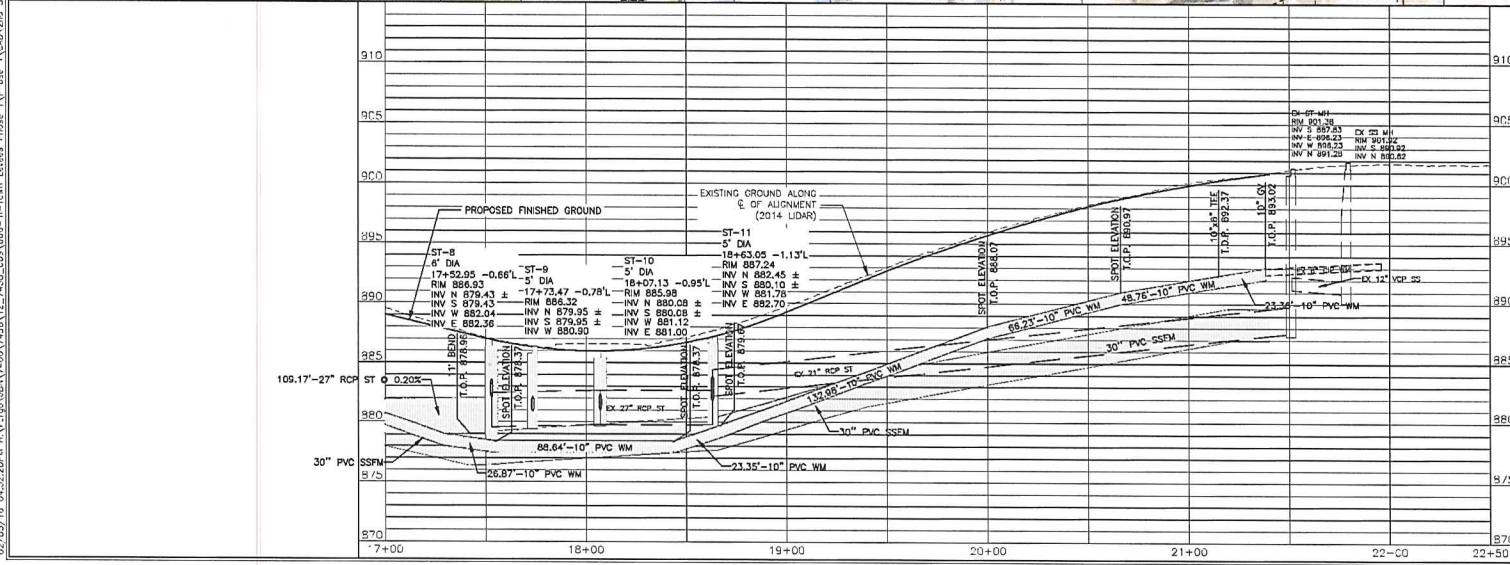 910
905
900
895
890
885
880
875
870
PROPOSED FINISHED GROUND
EXISTING GROUND ALONG
℄ OF ALIGNMENT
(2014 LIDAR)
ST-8
6' DIA
17+52.95 -0.66'L
RIM 886.93
INV N 879.43 ±
INV S 879.43
INV W 882.04
INV E 882.36
ST-9
5' DIA
17+73.47 -0.78'L
RIM 886.32
INV N 879.95 ±
INV S 879.95 ±
INV W 880.90
ST-10
5' DIA
18+07.13 -0.95'L
RIM 885.98
INV N 880.08 ±
INV S 880.08 ±
INV W 881.12
INV E 881.00
ST-11
5' DIA
18+63.05 -1.13'L
RIM 887.24
INV N 882.45 ±
INV S 880.10 ±
INV W 881.78
INV E 882.70
EX ST MH
RIM 901.38
INV S 887.83
INV E 896.23
INV W 896.23
INV N 891.28
EX SS MH
RIM 901.92
INV S 890.92
INV N 890.82
BEND
T.O.P. 878.96
SPOT ELEVATION
T.O.P. 878.37
SPOT ELEVATION
T.O.P. 878.37
SPOT ELEVATION
SPOT ELEVATION
T.O.P. 888.07
SPOT ELEVATION
T.O.P. 890.97
10"x6" TEE
T.O.P. 892.37
10" GV
T.O.P. 893.02
109.17'-27" RCP ST @ 0.20%
30" PVC SSFM
26.87'-10" PVC WM
88.64'-10" PVC WM
EX 27" RCP ST
23.35'-10" PVC WM
EX 21" RCP ST
132.98'-10" PVC WM
30" PVC SSFM
66.23'-10" PVC WM
48.76'-10" PVC WM
30" PVC SSFM
23.36'-10" PVC WM
EX 12" VCP SS
910
905
900
895
890
885
880
875
870
17+00
18+00
19+00
20+00
21+00
22+00
22+50